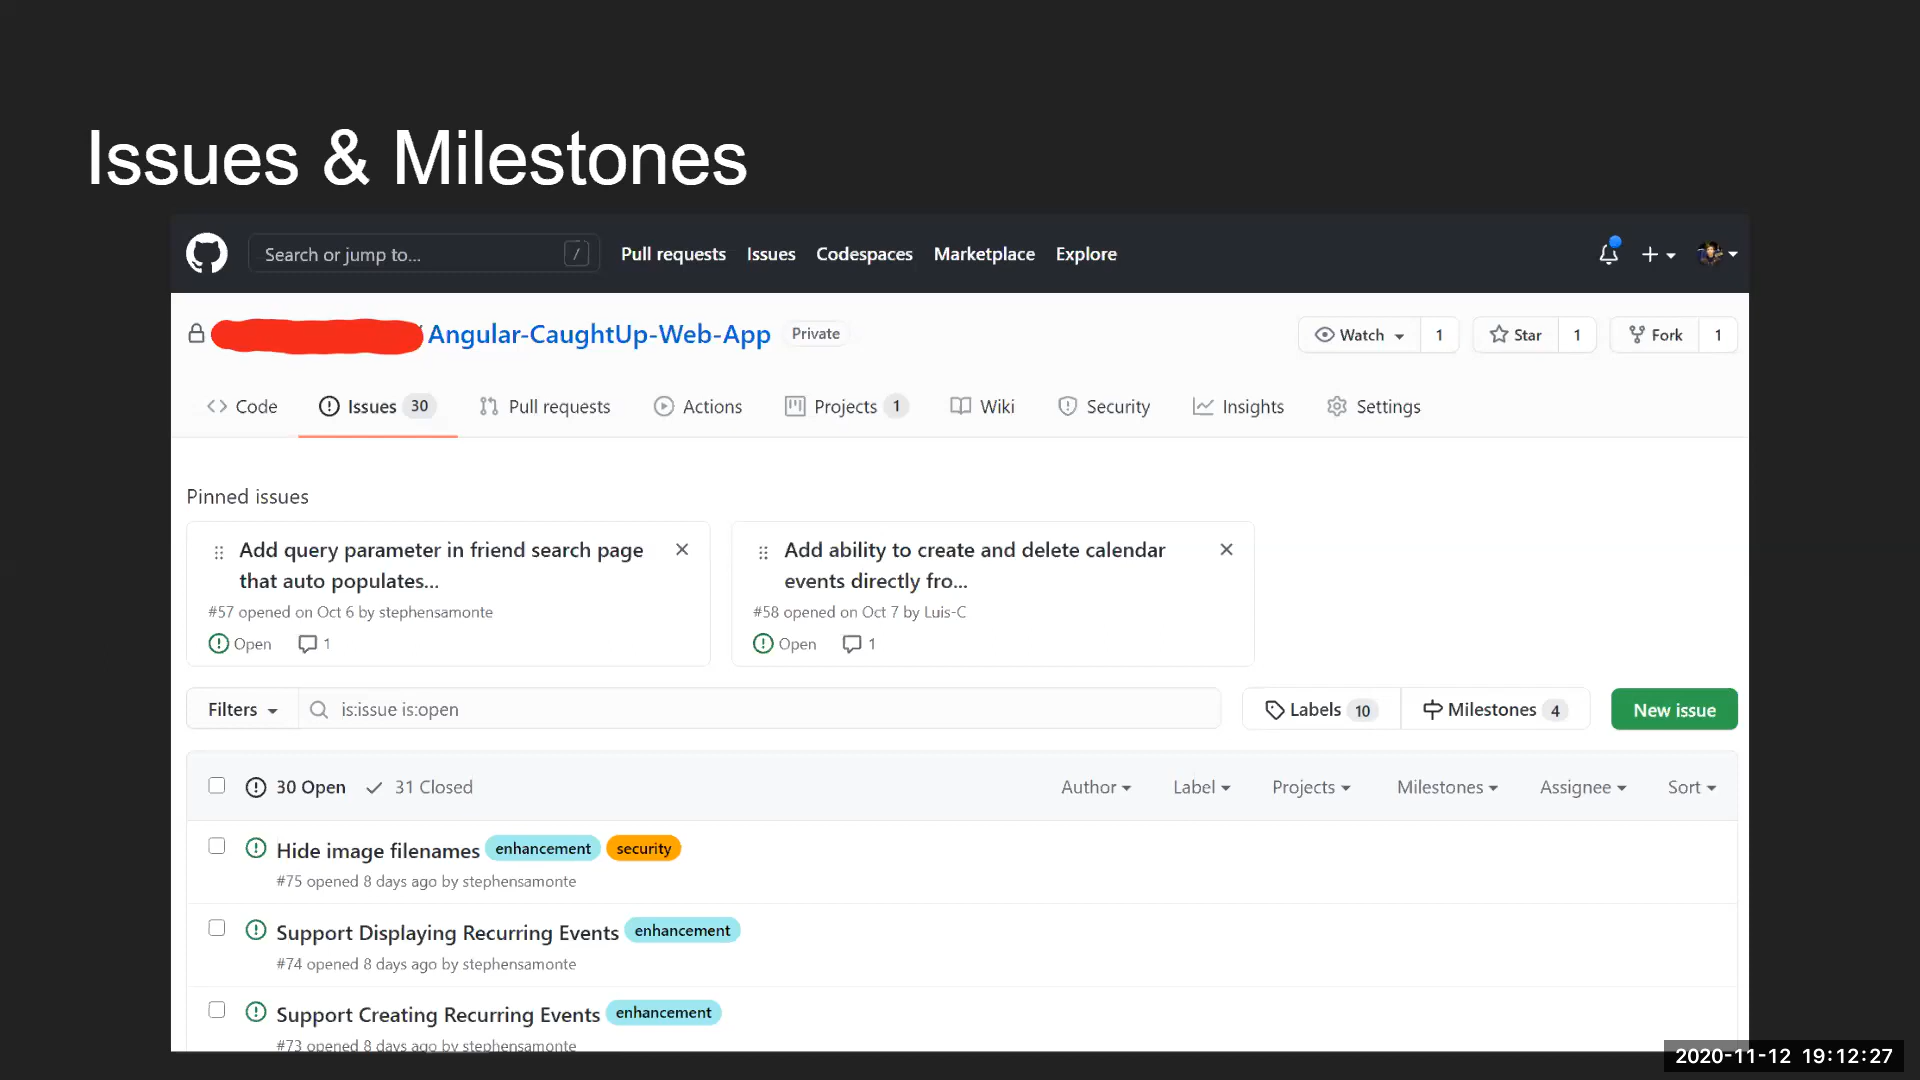 Issues & Milestones
Search or jump to... /
Pull requests Issues Codespaces Marketplace Explore
Angular-CaughtUp-Web-App Private
Watch 1 Star 1 Fork 1
Code Issues 30 Pull requests Actions Projects 1 Wiki Security Insights Settings
Pinned issues
Add query parameter in friend search page
that auto populates...
#57 opened on Oct 6 by stephensamonte
Open 1
Add ability to create and delete calendar
events directly fro...
#58 opened on Oct 7 by Luis-C
Open 1
Filters is:issue is:open Labels 10 Milestones 4 New issue
30 Open 31 Closed Author Label Projects Milestones Assignee Sort
Hide image filenames enhancement security
#75 opened 8 days ago by stephensamonte
Support Displaying Recurring Events enhancement
#74 opened 8 days ago by stephensamonte
Support Creating Recurring Events enhancement
#73 opened 8 days ago by stephensamonte
2020-11-12 19:12:27